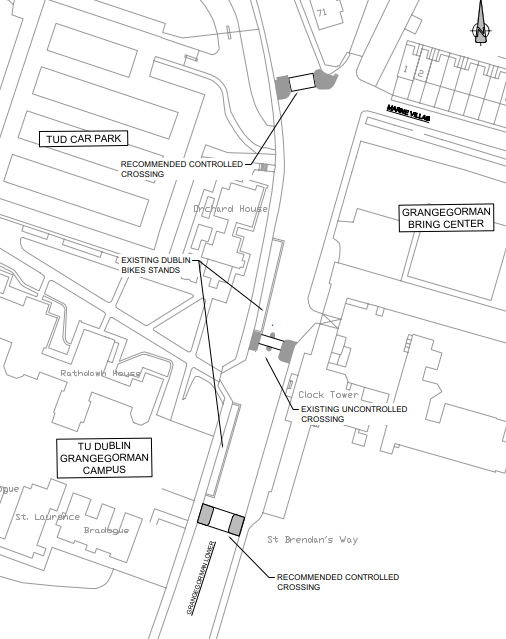 71
N
1
2
MARNE VILLAS
TUD CAR PARK
RECOMMENDED CONTROLLED
CROSSING
Orchard House
GRANGEGORMAN
BRING CENTER
EXISTING DUBLIN
BIKES STANDS
Rathdown House
Clock Tower
EXISTING UNCONTROLLED
CROSSING
TU DUBLIN
GRANGEGORMAN
CAMPUS
St. Laurence
Bradogue
St Brendan's Way
GRANGEGORMAN LOWER
RECOMMENDED CONTROLLED
CROSSING